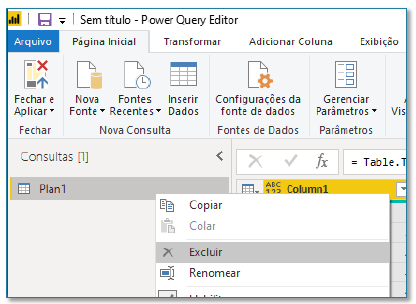 Sem título - Power Query Editor
Arquivo Página Inicial Transformar Adicionar Coluna Exibição
Fechar e Aplicar
Nova Fonte
Fontes Recentes
Inserir Dados
Configurações da fonte de dados
Gerenciar Parâmetros
Fechar Nova Consulta Fontes de Dados Parâmetros
Consultas [1]
fx = Table.T
Plan1
ABC 123 Column1
Copiar
Colar
Excluir
Renomear